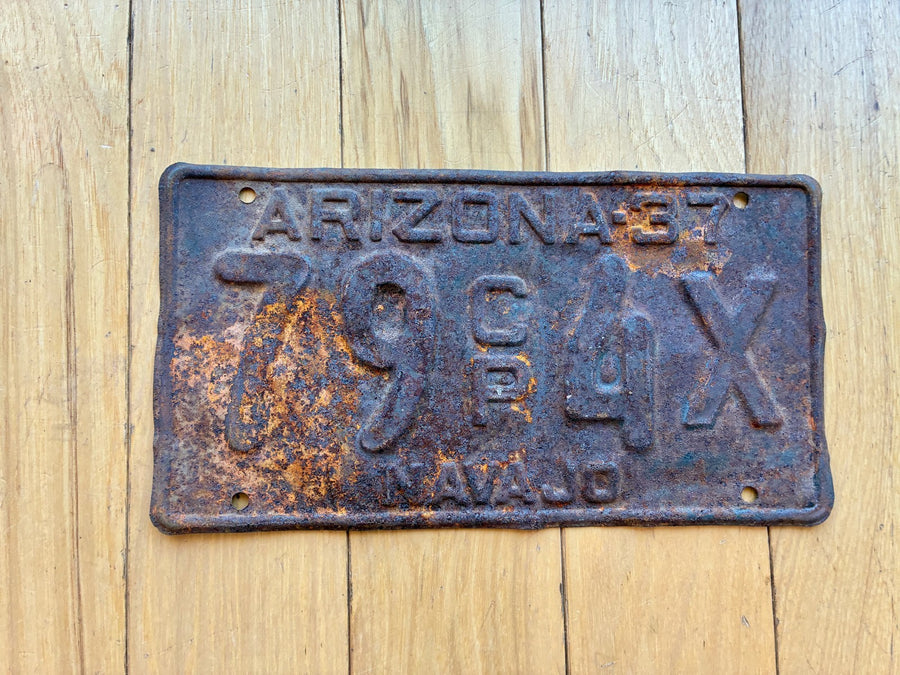 ARIZONA-37
79 CP 4X
NAVAJO